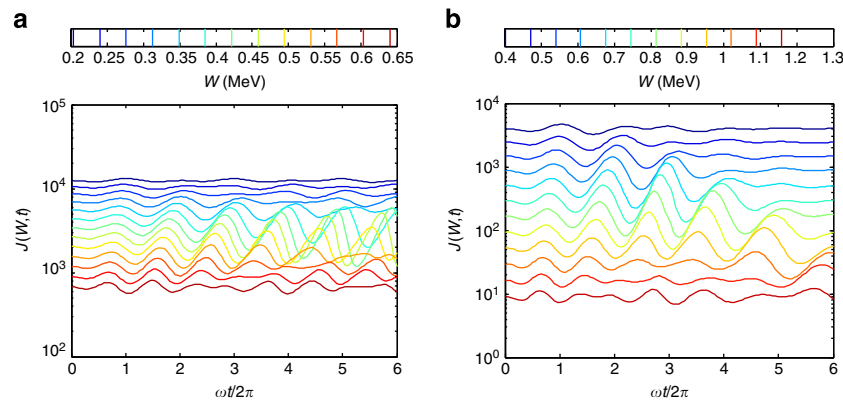 a
0.2 0.25 0.3 0.35 0.4 0.45 0.5 0.55 0.6 0.65
W (MeV)
10^5
10^4
10^3
10^2
J(W,t)
0 1 2 3 4 5 6
ωt/2π
b
0.4 0.5 0.6 0.7 0.8 0.9 1 1.1 1.2 1.3
W (MeV)
10^4
10^3
10^2
10^1
10^0
J(W,t)
0 1 2 3 4 5 6
ωt/2π